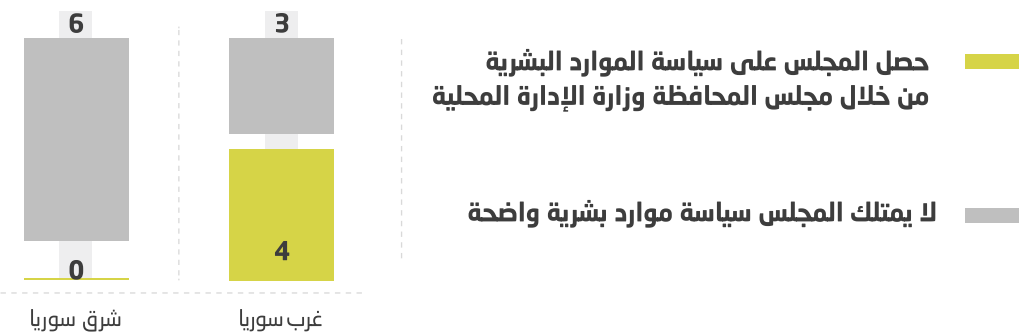 3
6
حصل المجلس على سياسة الموارد البشرية
من خلال مجلس المحافظة وزارة الإدارة المحلية
لا يمتلك المجلس سياسة موارد بشرية واضحة
4
0
غرب سوريا
شرق سوريا